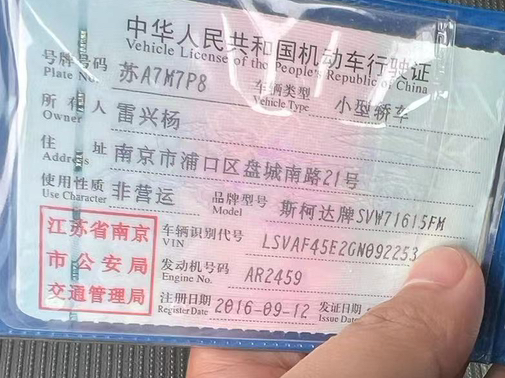 中华人民共和国机动车行驶证
Vehicle License of the People's Republic of China
号牌号码 苏A7M7P8 车辆类型 小型轿车
Plate No. Vehicle Type
所有人 雷兴杨
Owner
住址 南京市浦口区盘城南路21号
Address
使用性质 非营运 品牌型号 斯柯达牌SVW71615FM
Use Character Model
江苏省南京
市公安局
交通管理局
车辆识别代号 LSVAF45E2GN092253
VIN
发动机号码 AR2459
Engine No.
注册日期 2016-09-12 发证日期
Register Date Issue Date